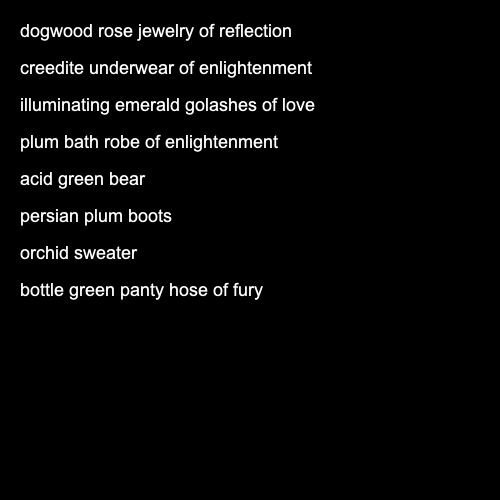 dogwood rose jewelry of reflection
creedite underwear of enlightenment
illuminating emerald golashes of love
plum bath robe of enlightenment
acid green bear
persian plum boots
orchid sweater
bottle green panty hose of fury